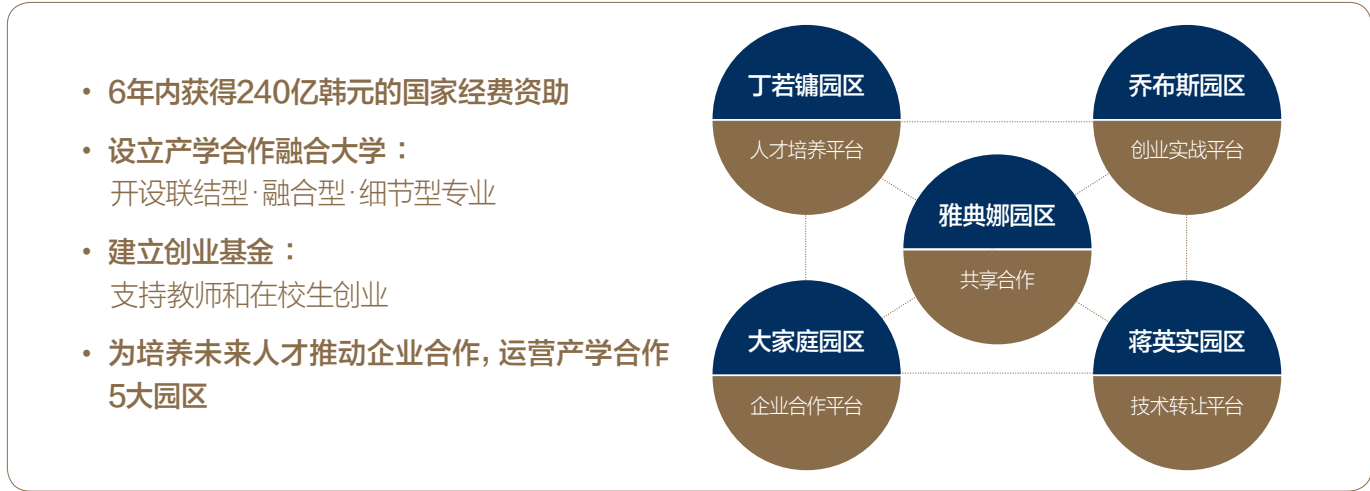 • 6年内获得240亿韩元的国家经费资助
• 设立产学合作融合大学：
开设联结型·融合型·细节型专业
• 建立创业基金：
支持教师和在校生创业
• 为培养未来人才推动企业合作, 运营产学合作
5大园区
丁若镛园区
人才培养平台
乔布斯园区
创业实战平台
雅典娜园区
共享合作
大家庭园区
企业合作平台
蒋英实园区
技术转让平台